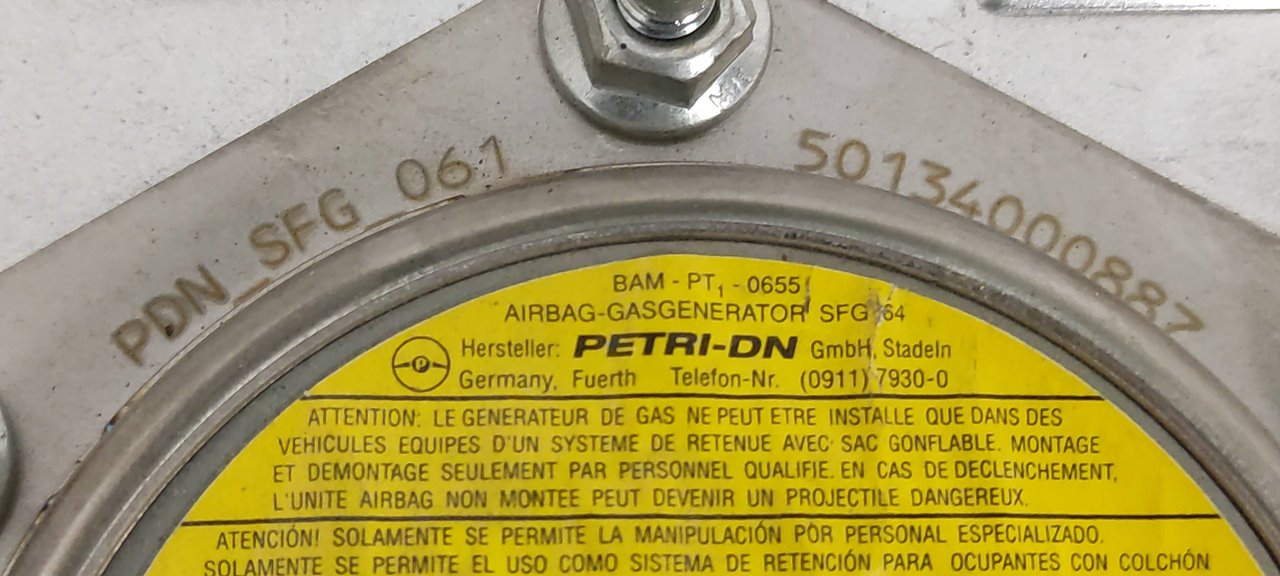 PDN_SFG_061
50134000887
BAM - PT₁ - 0655
AIRBAG-GASGENERATOR SFG 64
P
Hersteller: PETRI-DN GmbH, Stadeln
Germany, Fuerth Telefon-Nr. (0911) 7930-0
ATTENTION: LE GENERATEUR DE GAS NE PEUT ETRE INSTALLE QUE DANS DES
VEHICULES EQUIPES D'UN SYSTEME DE RETENUE AVEC SAC GONFLABLE. MONTAGE
ET DEMONTAGE SEULEMENT PAR PERSONNEL QUALIFIE. EN CAS DE DECLENCHEMENT,
L'UNITE AIRBAG NON MONTEE PEUT DEVENIR UN PROJECTILE DANGEREUX.
ATENCIÓN! SOLAMENTE SE PERMITE LA MANIPULACIÓN POR PERSONAL ESPECIALIZADO.
SOLAMENTE SE PERMITE EL USO COMO SISTEMA DE RETENCIÓN PARA OCUPANTES CON COLCHÓN